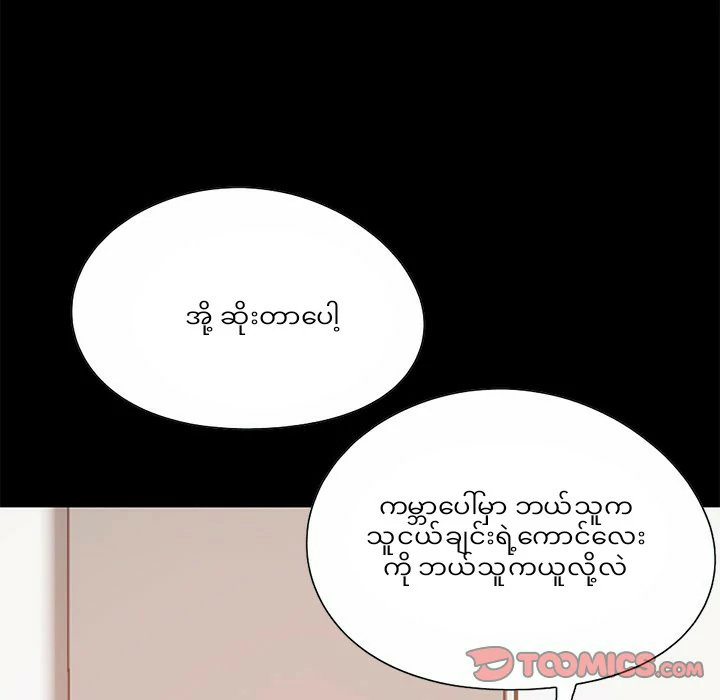 အို့ ဆိုးတာပေါ့
ကမ္ဘာပေါ်မှာ ဘယ်သူက
သူငယ်ချင်းရဲ့ကောင်လေး
ကို ဘယ်သူကယူလို့လဲ
TOOMICS.COM